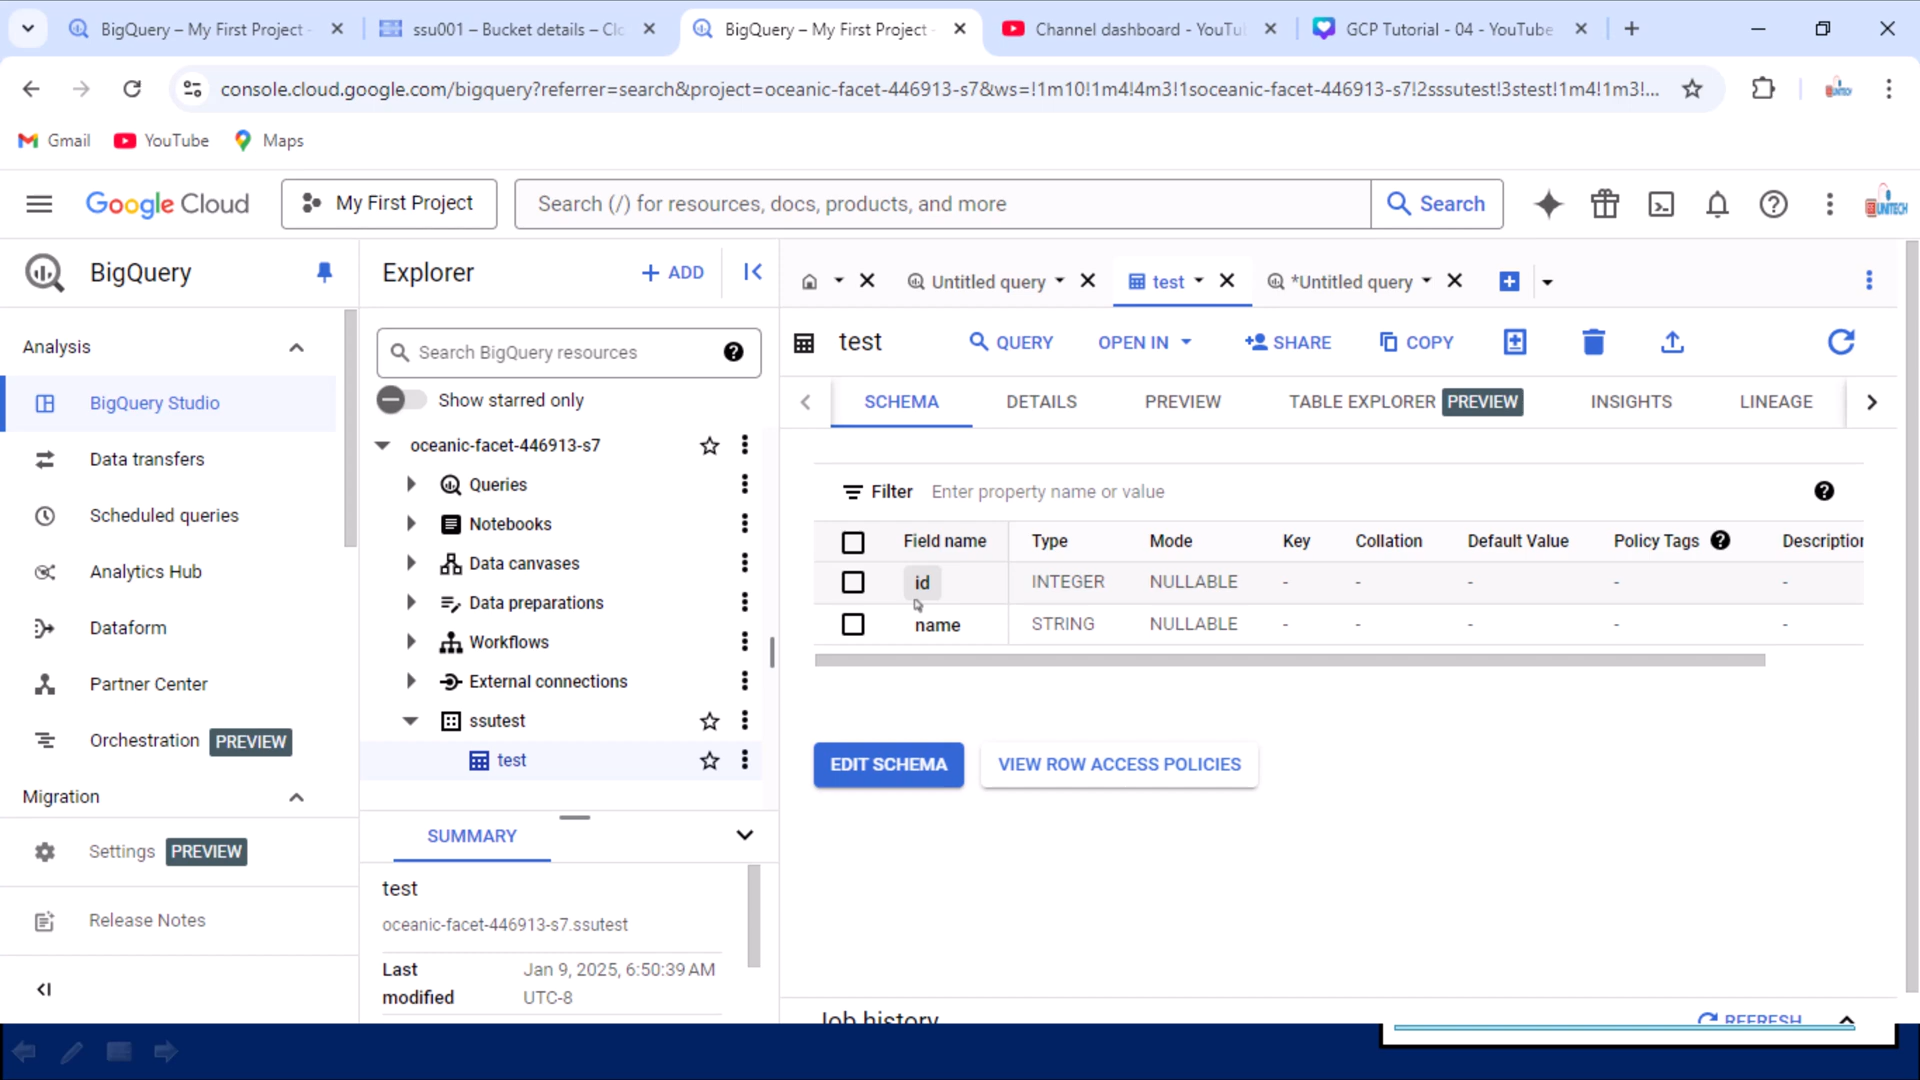 BigQuery – My First Project -
ssu001 – Bucket details – Clo
BigQuery – My First Project -
Channel dashboard - YouTu
GCP Tutorial - 04 - YouTube
console.cloud.google.com/bigquery?referrer=search&project=oceanic-facet-446913-s7&ws=!1m10!1m4!4m3!1soceanic-facet-446913-s7!2sssutest!3stest!1m4!1m3!...
UNITECH
Gmail
YouTube
Maps
Google Cloud
My First Project
Search (/) for resources, docs, products, and more
Search
UNITECH
BigQuery
Analysis
BigQuery Studio
Data transfers
Scheduled queries
Analytics Hub
Dataform
Partner Center
Orchestration PREVIEW
Migration
Settings PREVIEW
Release Notes
Explorer
+ ADD
Search BigQuery resources
Show starred only
oceanic-facet-446913-s7
Queries
Notebooks
Data canvases
Data preparations
Workflows
External connections
ssutest
test
SUMMARY
test
oceanic-facet-446913-s7.ssutest
Last modified
Jan 9, 2025, 6:50:39 AM UTC-8
Untitled query
test
*Untitled query
test
QUERY
OPEN IN
SHARE
COPY
SCHEMA
DETAILS
PREVIEW
TABLE EXPLORER PREVIEW
INSIGHTS
LINEAGE
Filter Enter property name or value
Field name Type Mode Key Collation Default Value Policy Tags Description
id INTEGER NULLABLE - - - - -
name STRING NULLABLE - - - - -
EDIT SCHEMA
VIEW ROW ACCESS POLICIES
Job history
REFRESH